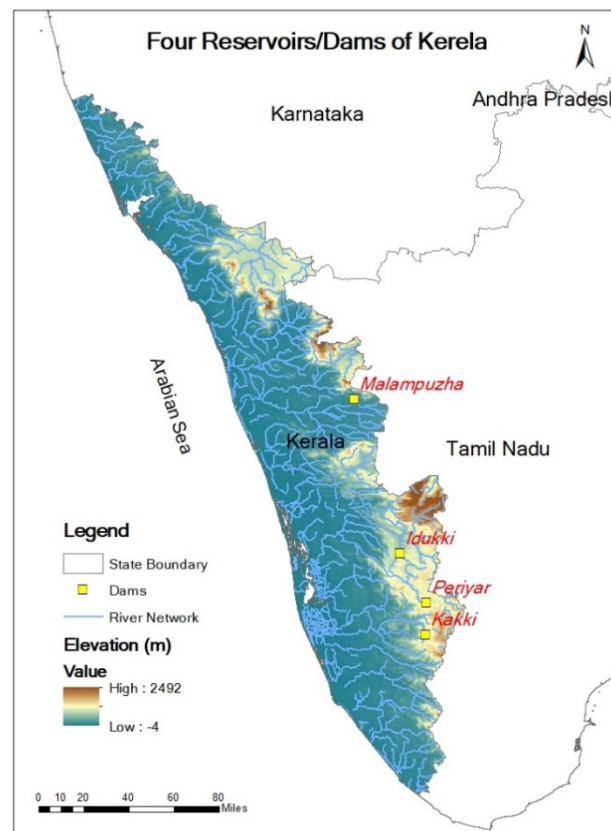 Four Reservoirs/Dams of Kerela
N
Karnataka
Andhra Pradesh
Arabian Sea
Malampuzha
Kerala
Tamil Nadu
Idukki
Periyar
Kakki
Legend
State Boundary
Dams
River Network
Elevation (m)
Value
High : 2492
Low : -4
0 5 10 20 40 60 80
Miles